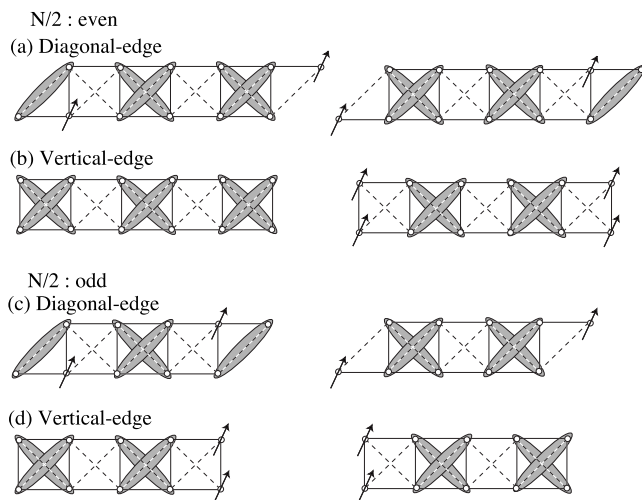 N/2 : even
(a) Diagonal-edge
(b) Vertical-edge
N/2 : odd
(c) Diagonal-edge
(d) Vertical-edge